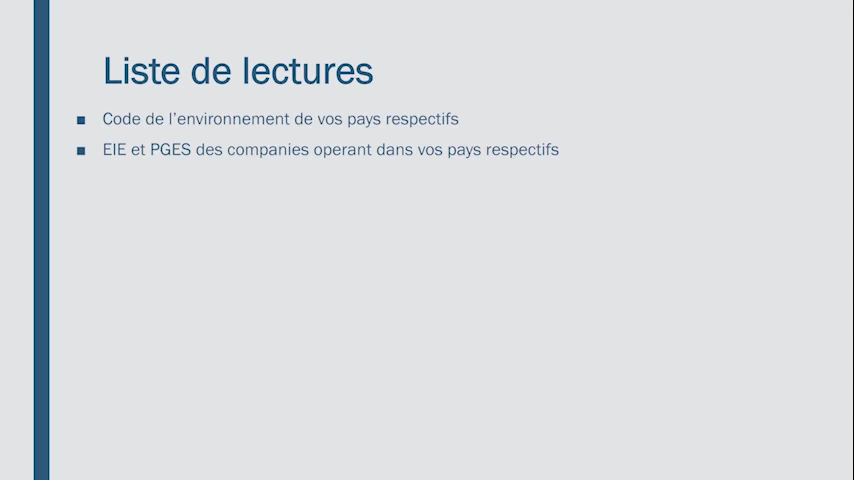 Liste de lectures
Code de l’environnement de vos pays respectifs
EIE et PGES des companies operant dans vos pays respectifs